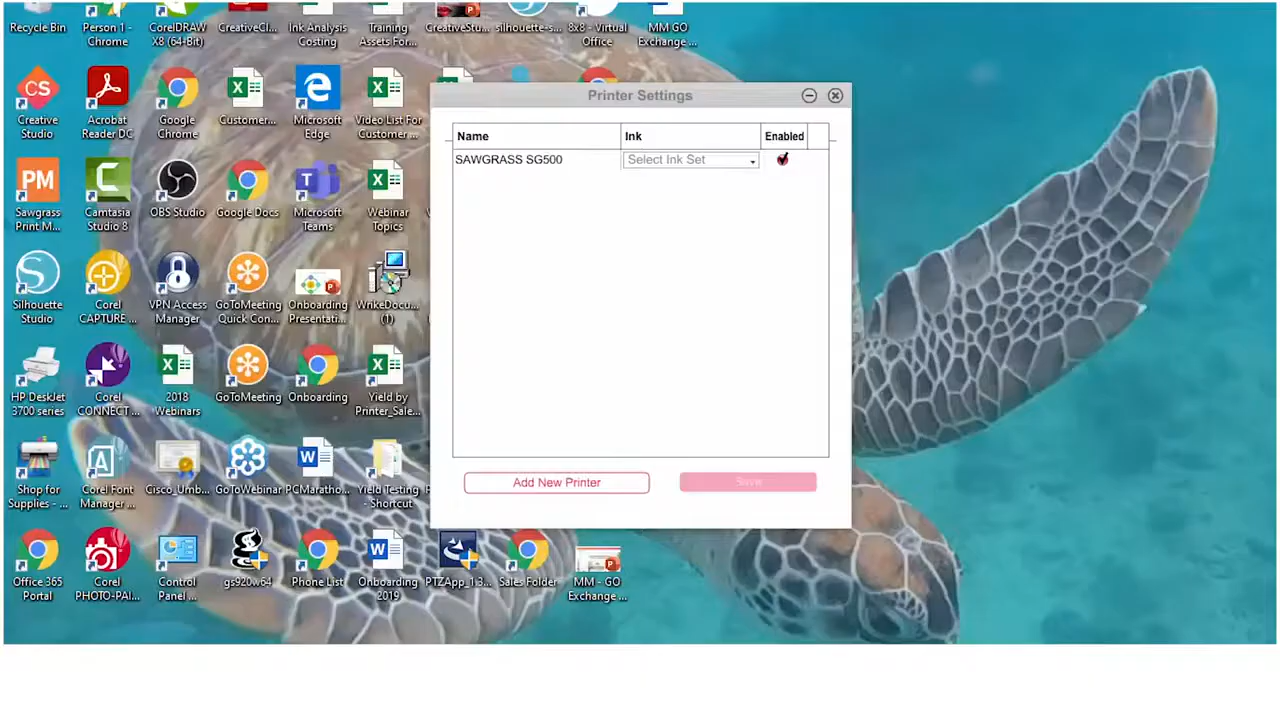 Recycle Bin
Person 1 -
Chrome
CorelDRAW
X8 (64-Bit)
CreativeCl...
Ink Analysis
Costing
Training
Assets For...
CreativeStu...
silhouette-s...
8x8 - Virtual
Office
MM GO
Exchange ...
Creative
Studio
Acrobat
Reader DC
Google
Chrome
Customer...
Microsoft
Edge
Video List For
Customer...
PM
Sawgrass
Print M...
Camtasia
Studio 8
OBS Studio
Google Docs
Microsoft
Teams
Webinar
Topics
Silhouette
Studio
Corel
CAPTURE ...
VPN Access
Manager
GoToMeeting
Quick Con...
Onboarding
Presentati...
WrikeDocu...
(1)
HP DeskJet
3700 series
Corel
CONNECT ...
2018
Webinars
GoToMeeting
Onboarding
Yield by
Printer_Sale...
Shop for
Supplies - ...
Corel Font
Manager ...
Cisco_Umb...
GoToWebinar
PCMaratho...
Yield Testing
- Shortcut
Office 365
Portal
Corel
PHOTO-PAI...
Control
Panel ...
gs920w64
Phone List
Onboarding
2019
PTZApp_1.3...
Sales Folder
MM - GO
Exchange ...
Printer Settings
Name
Ink
Enabled
SAWGRASS SG500
Select Ink Set
Add New Printer
Save